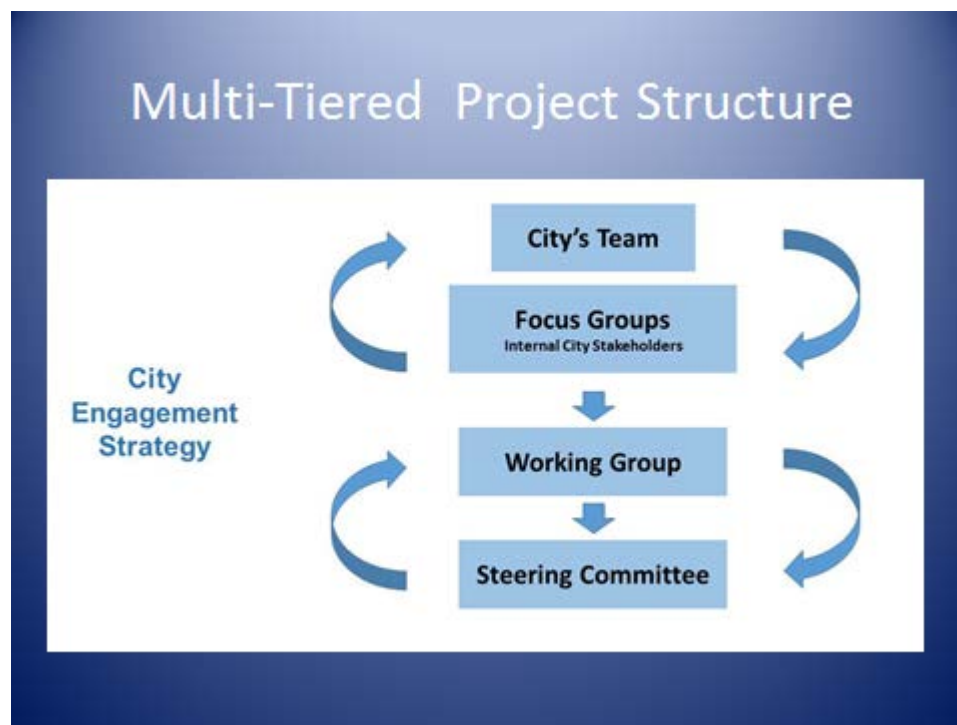 Multi-Tiered Project Structure
City's Team
Focus Groups
Internal City Stakeholders
City
Engagement
Strategy
Working Group
Steering Committee